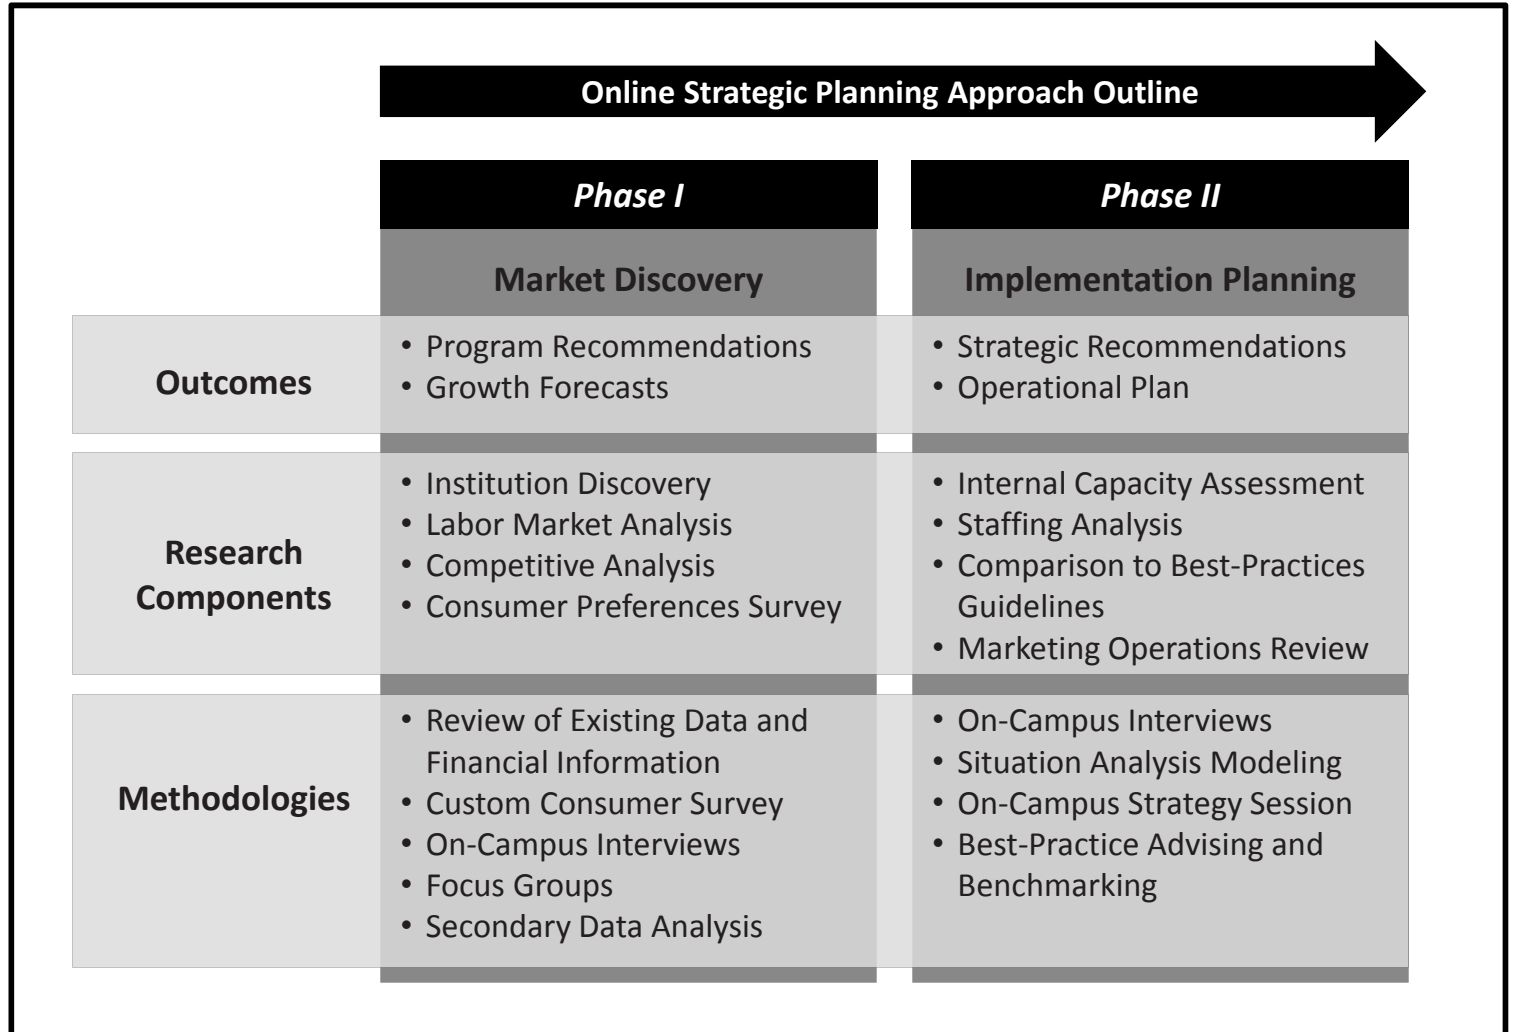 Online Strategic Planning Approach Outline
Phase I
Phase II
Market Discovery
Implementation Planning
Outcomes
• Program Recommendations
• Growth Forecasts
• Strategic Recommendations
• Operational Plan
Research
Components
• Institution Discovery
• Labor Market Analysis
• Competitive Analysis
• Consumer Preferences Survey
• Internal Capacity Assessment
• Staffing Analysis
• Comparison to Best-Practices
Guidelines
• Marketing Operations Review
Methodologies
• Review of Existing Data and
Financial Information
• Custom Consumer Survey
• On-Campus Interviews
• Focus Groups
• Secondary Data Analysis
• On-Campus Interviews
• Situation Analysis Modeling
• On-Campus Strategy Session
• Best-Practice Advising and
Benchmarking